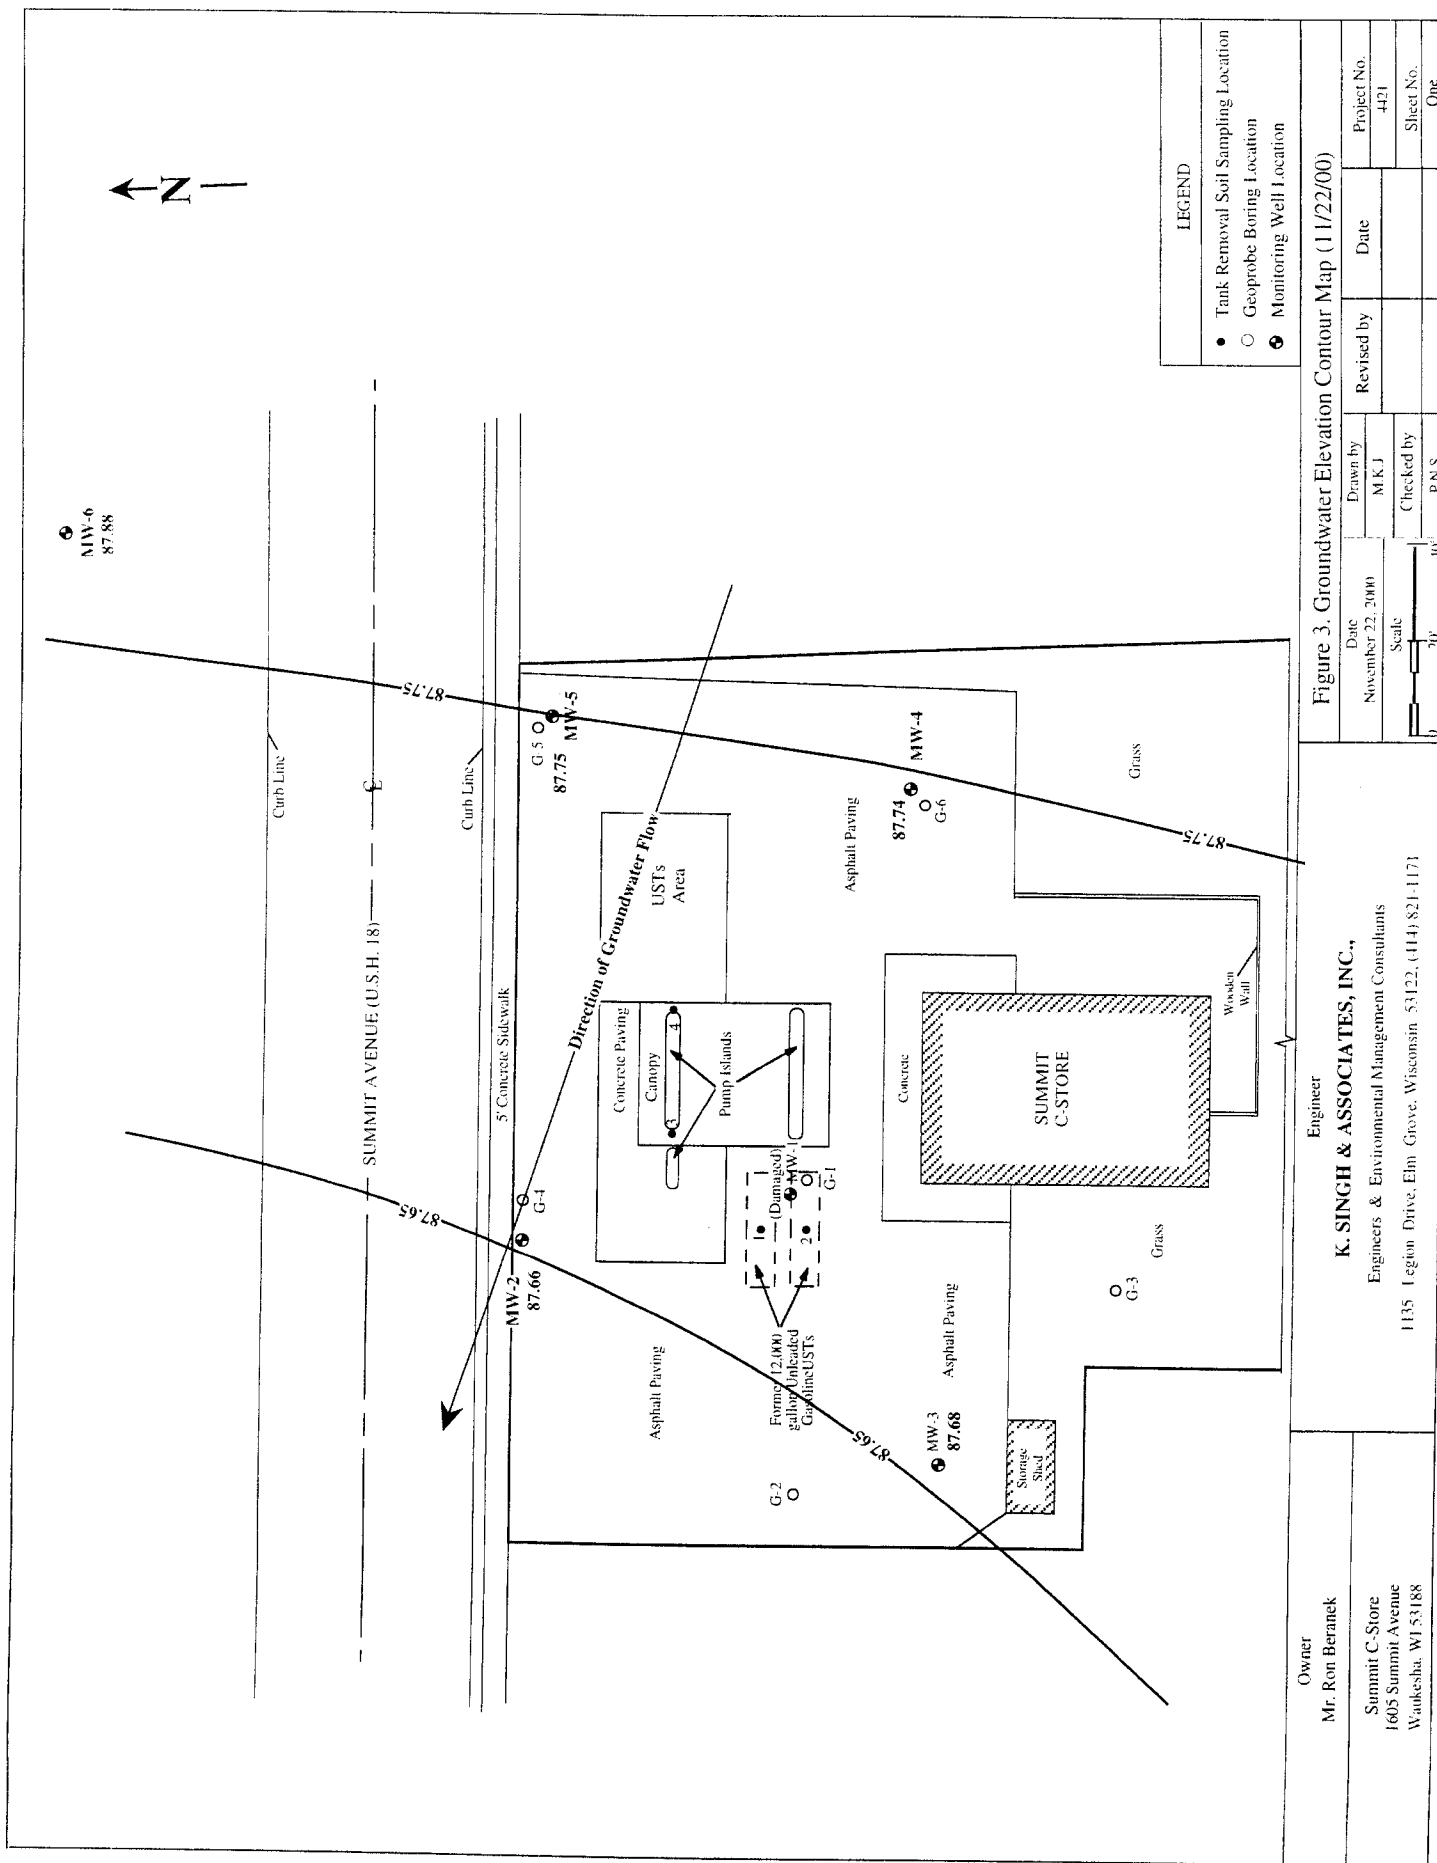 N
MW-6
87.88
Curb Line
87.75
SUMMIT AVENUE (U.S.H. 18)
Curb Line
5' Concrete Sidewalk
87.65
G-5
MW-5
87.75
G-4
MW-2
87.66
Direction of Groundwater Flow
USTs
Area
Concrete Paving
Canopy
3
4
Pump Islands
Asphalt Paving
MW-4
87.74
G-6
Asphalt Paving
1
(Damaged)
MW-1
2
G-1
Former 12,000
gallon Unleaded
Gasoline USTs
G-2
87.65
MW-3
87.68
Asphalt Paving
Concrete
SUMMIT
C-STORE
Wooden
Wall
Grass
87.75
Grass
G-3
Storage
Shed
LEGEND
Tank Removal Soil Sampling Location
Geoprobe Boring Location
Monitoring Well Location
Owner
Mr. Ron Beranek
Summit C-Store
1605 Summit Avenue
Waukesha, WI 53188
Engineer
K. SINGH & ASSOCIATES, INC.,
Engineers & Environmental Management Consultants
1135 Legion Drive, Elm Grove, Wisconsin 53122, (414) 821-1171
Figure 3. Groundwater Elevation Contour Map (11/22/00)
Date
November 22, 2000
Scale
0
20'
Drawn by
M.K.J
Checked by
P.N.S.
Revised by
Date
Project No.
4421
Sheet No.
One